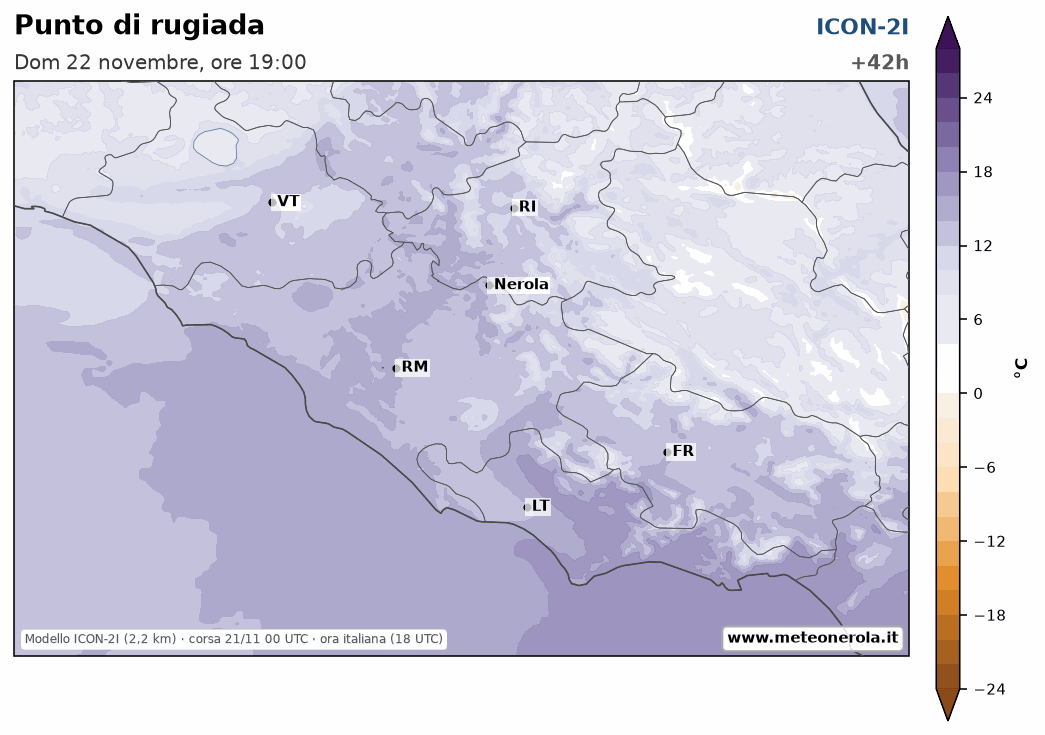 Punto di rugiada
ICON-2I
Dom 22 novembre, ore 19:00
+42h
VT
RI
Nerola
RM
FR
LT
Modello ICON-2I (2,2 km) · corsa 21/11 00 UTC · ora italiana (18 UTC)
www.meteonerola.it
24
18
12
6
0
−6
−12
−18
−24
°C